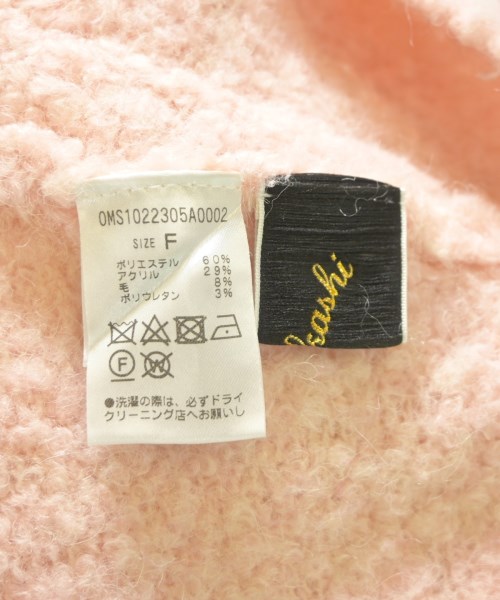 OMS1022305A0002
SIZE F
ポリエステル 60%
アクリル 29%
毛 8%
ポリウレタン 3%
F W
●洗濯の際は、必ずドライ
クリーニング店へお願いし
kashi